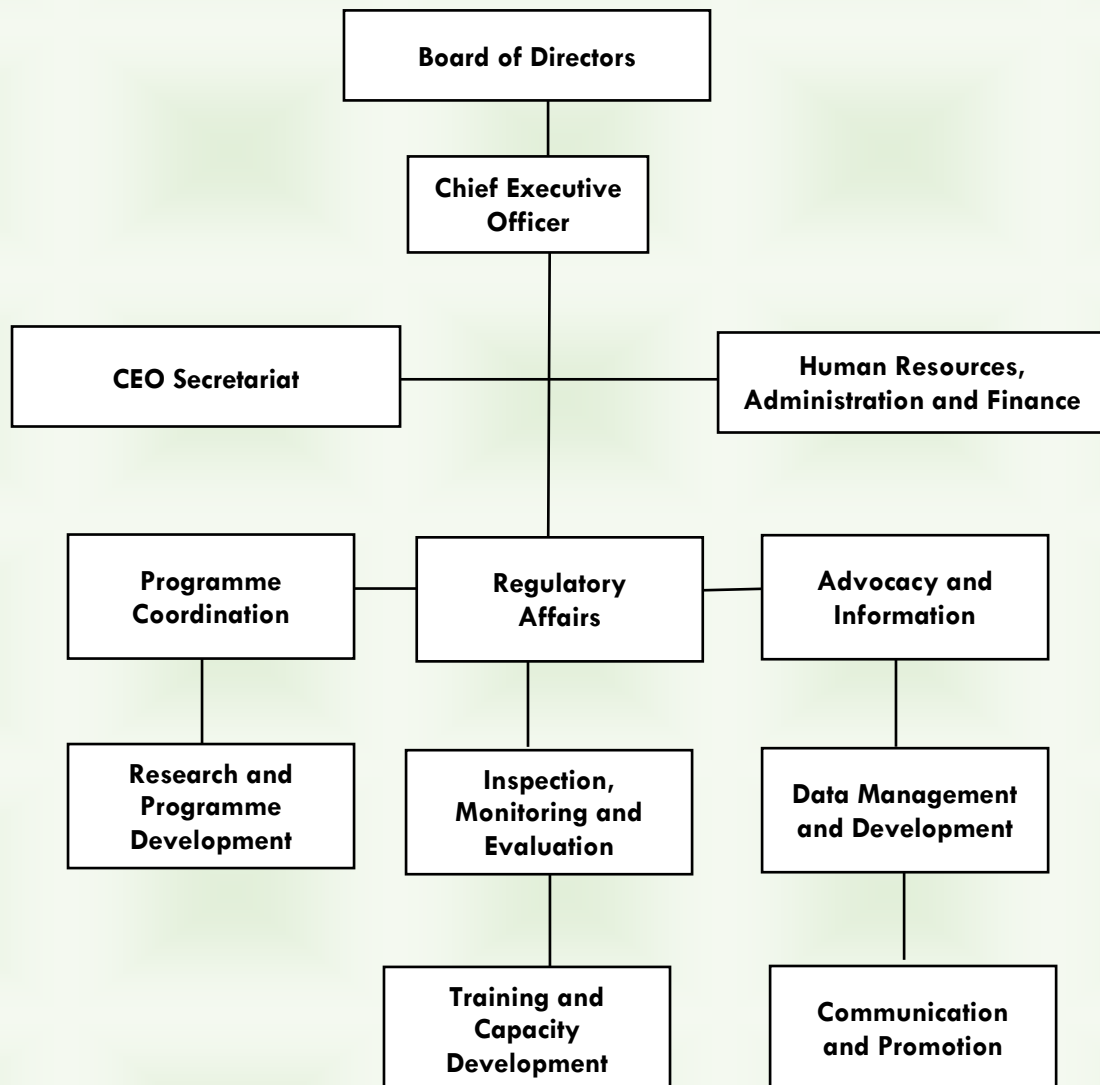 Board of Directors
Chief Executive
Officer
CEO Secretariat
Human Resources,
Administration and Finance
Programme
Coordination
Regulatory
Affairs
Advocacy and
Information
Research and
Programme
Development
Inspection,
Monitoring and
Evaluation
Data Management
and Development
Training and
Capacity
Development
Communication
and Promotion